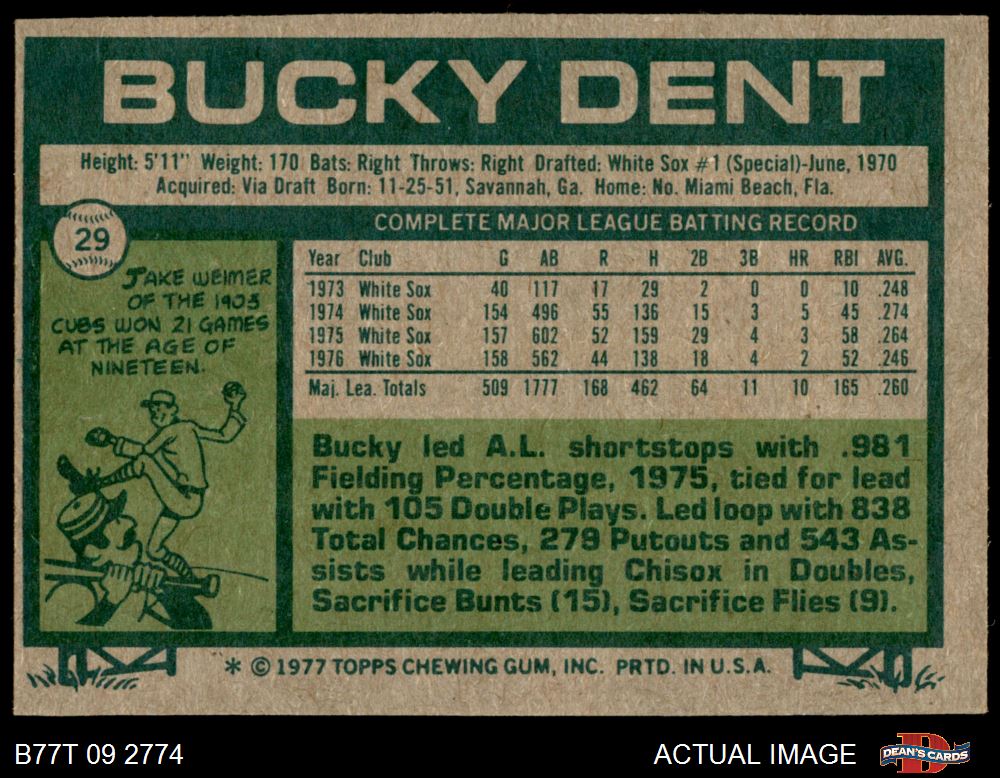 BUCKY DENT
Height: 5'11" Weight: 170 Bats: Right Throws: Right Drafted: White Sox #1 (Special)-June, 1970
Acquired: Via Draft Born: 11-25-51, Savannah, Ga. Home: No. Miami Beach, Fla.
29
JAKE WEIMER
OF THE 1903
CUBS WON 21 GAMES
AT THE AGE OF
NINETEEN.
COMPLETE MAJOR LEAGUE BATTING RECORD
Year Club G AB R H 2B 3B HR RBI AVG.
1973 White Sox 40 117 17 29 2 0 0 10 .248
1974 White Sox 154 496 55 136 15 3 5 45 .274
1975 White Sox 157 602 52 159 29 4 3 58 .264
1976 White Sox 158 562 44 138 18 4 2 52 .246
Maj. Lea. Totals 509 1777 168 462 64 11 10 165 .260
Bucky led A.L. shortstops with .981
Fielding Percentage, 1975, tied for lead
with 105 Double Plays. Led loop with 838
Total Chances, 279 Putouts and 543 As-
sists while leading Chisox in Doubles,
Sacrifice Bunts (15), Sacrifice Flies (9).
* © 1977 TOPPS CHEWING GUM, INC. PRTD. IN U.S.A.
B77T 09 2774
ACTUAL IMAGE
DEAN'S CARDS